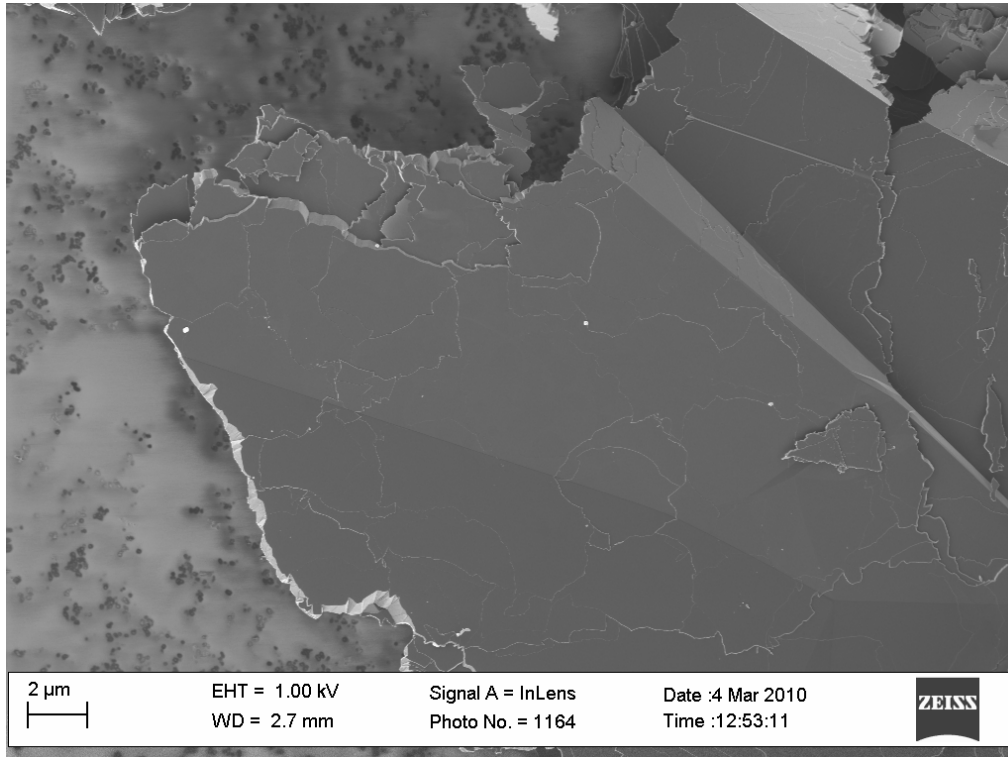 2 µm
EHT = 1.00 kV
WD = 2.7 mm
Signal A = InLens
Photo No. = 1164
Date :4 Mar 2010
Time :12:53:11
ZEISS